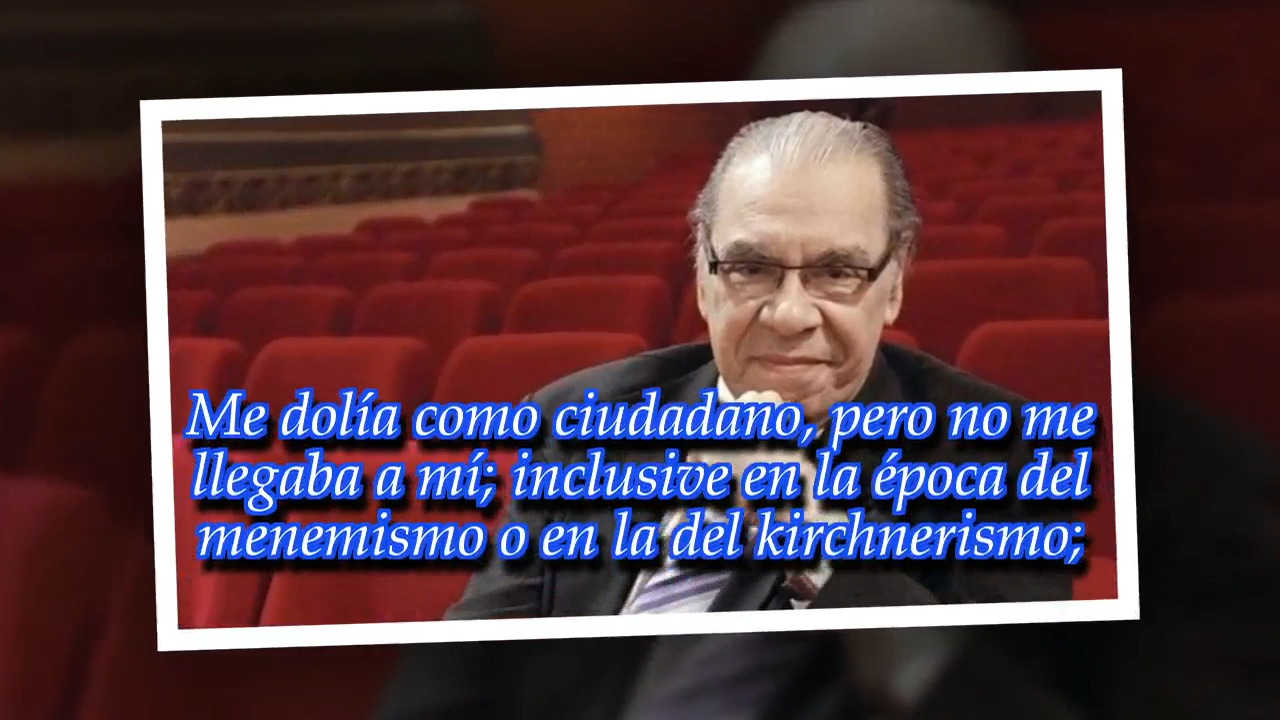 Me dolía como ciudadano, pero no me
llegaba a mí; inclusive en la época del
menemismo o en la del kirchnerismo;